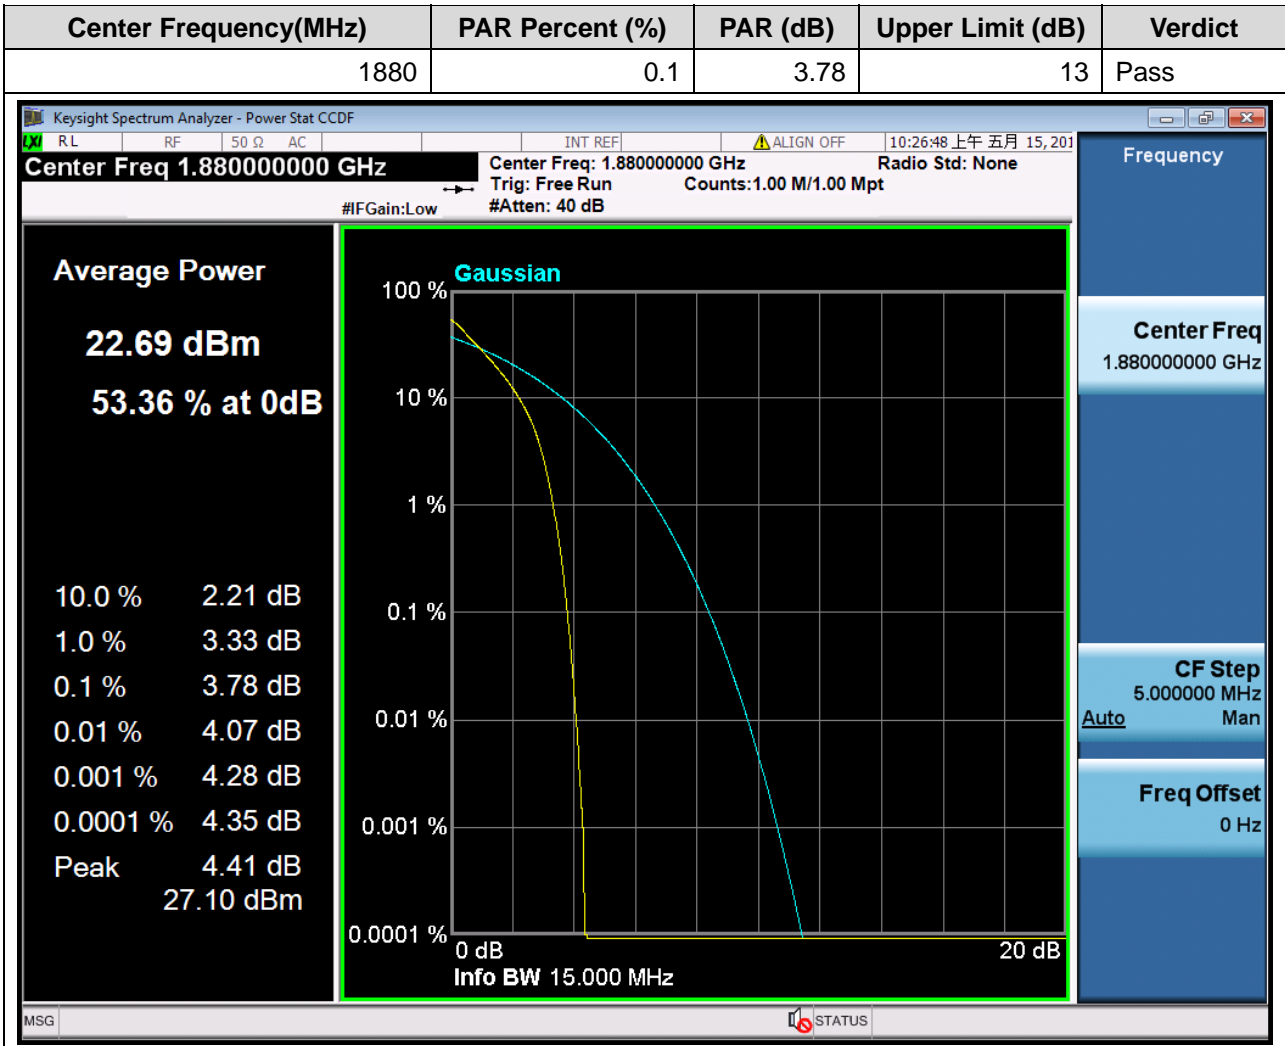 Center Frequency(MHz) PAR Percent (%) PAR (dB) Upper Limit (dB) Verdict
1880 0.1 3.78 13 Pass
Keysight Spectrum Analyzer - Power Stat CCDF
LXI RL RF 50 Ω AC INT REF ALIGN OFF 10:26:48 上午 五月 15, 201
Center Freq 1.880000000 GHz
#IFGain:Low
Center Freq: 1.880000000 GHz Radio Std: None
Trig: Free Run Counts:1.00 M/1.00 Mpt
#Atten: 40 dB
Average Power
22.69 dBm
53.36 % at 0dB
10.0 % 2.21 dB
1.0 % 3.33 dB
0.1 % 3.78 dB
0.01 % 4.07 dB
0.001 % 4.28 dB
0.0001 % 4.35 dB
Peak 4.41 dB
27.10 dBm
Gaussian
100 %
10 %
1 %
0.1 %
0.01 %
0.001 %
0.0001 %
0 dB 20 dB
Info BW 15.000 MHz
Frequency
Center Freq
1.880000000 GHz
CF Step
5.000000 MHz
Auto Man
Freq Offset
0 Hz
MSG STATUS